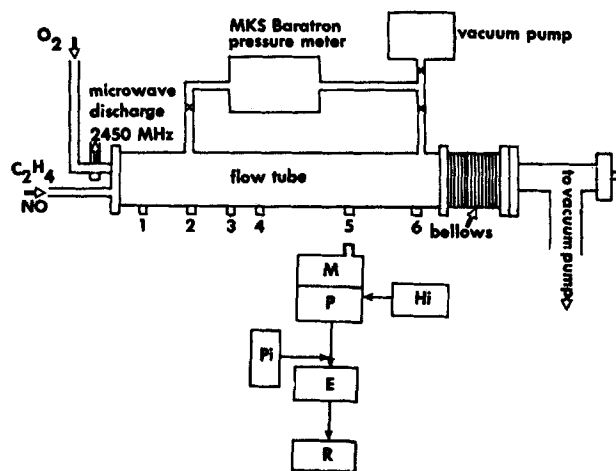 O2
MKS Baratron
pressure meter
vacuum pump
microwave
discharge
2450 MHz
C2H4
NO
flow tube
1 2 3 4 5 6
bellows
to vacuum pump
M
P
Hi
Pi
E
R